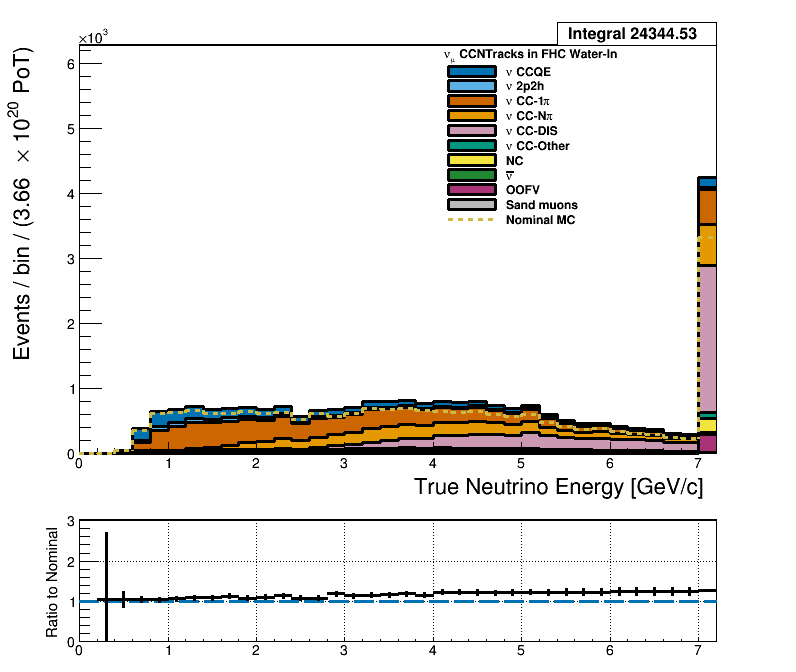 Integral 24344.53
×10³
ν_μ CCNTracks in FHC Water-In
ν CCQE
ν 2p2h
ν CC-1π
ν CC-Nπ
ν CC-DIS
ν CC-Other
NC
ν̅
OOFV
Sand muons
Nominal MC
Events / bin / (3.66 × 10²⁰ PoT)
6
5
4
3
2
1
0
0 1 2 3 4 5 6 7
True Neutrino Energy [GeV/c]
Ratio to Nominal
3
2
1
0
0 1 2 3 4 5 6 7